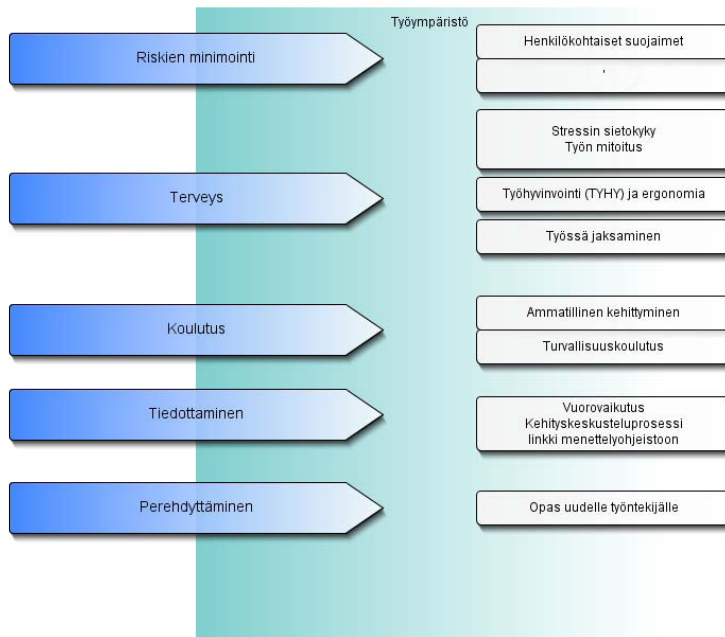 Työympäristö
Riskien minimointi
Henkilökohtaiset suojaimet
'
Terveys
Stressin sietokyky
Työn mitoitus
Työhyvinvointi (TYHY) ja ergonomia
Työssä jaksaminen
Koulutus
Ammatillinen kehittyminen
Turvallisuuskoulutus
Tiedottaminen
Vuorovaikutus
Kehityskeskusteluprosessi
linkki menettelyohjeistoon
Perehdyttäminen
Opas uudelle työntekijälle